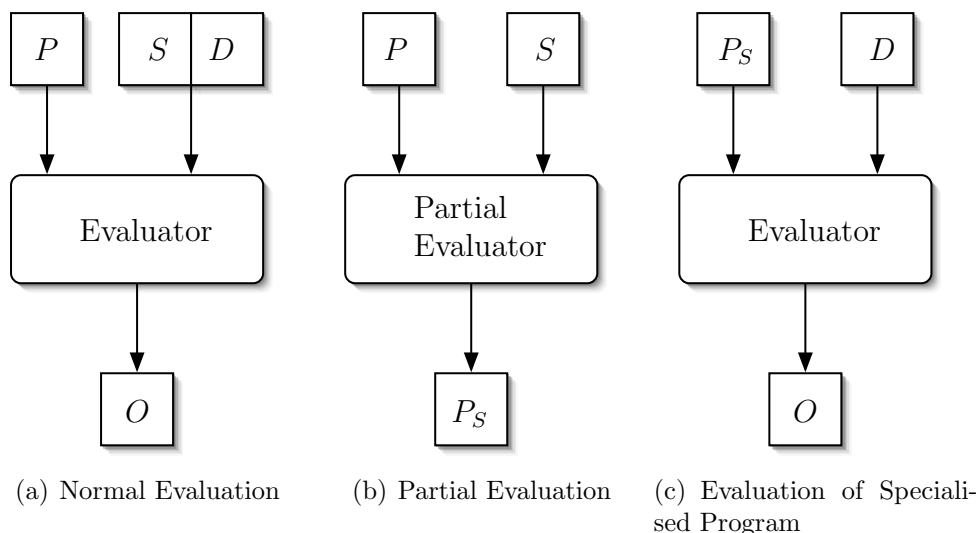 P
S D
Evaluator
O
(a) Normal Evaluation
P
S
Partial
Evaluator
P_S
(b) Partial Evaluation
P_S
D
Evaluator
O
(c) Evaluation of Speciali-
sed Program